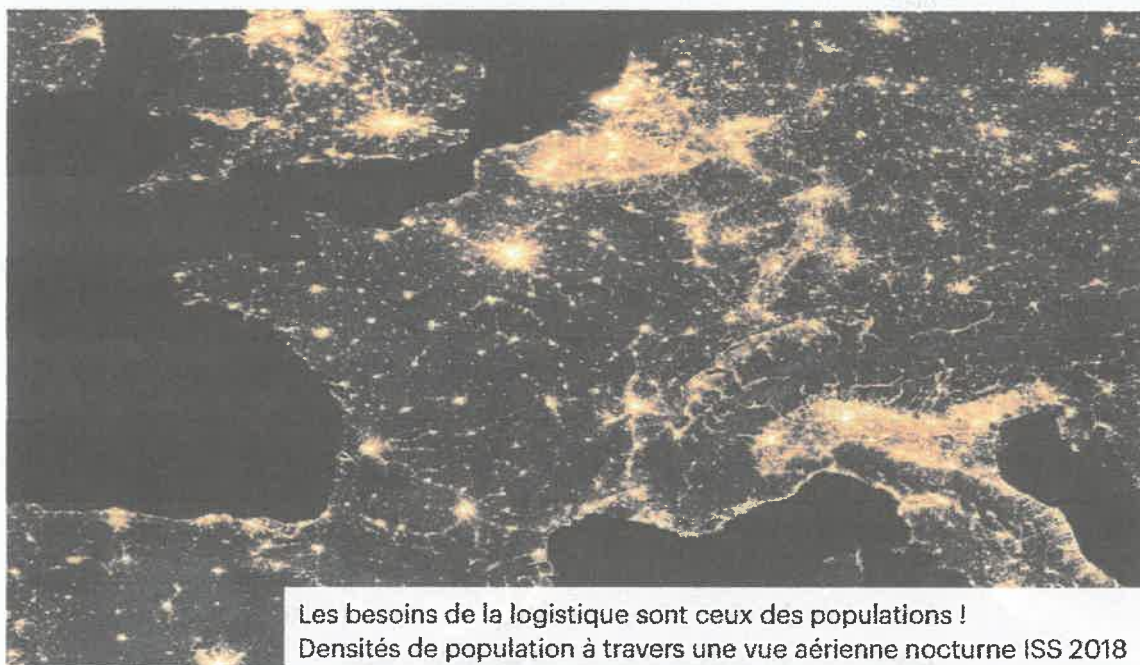 Les besoins de la logistique sont ceux des populations !
Densités de population à travers une vue aérienne nocturne ISS 2018